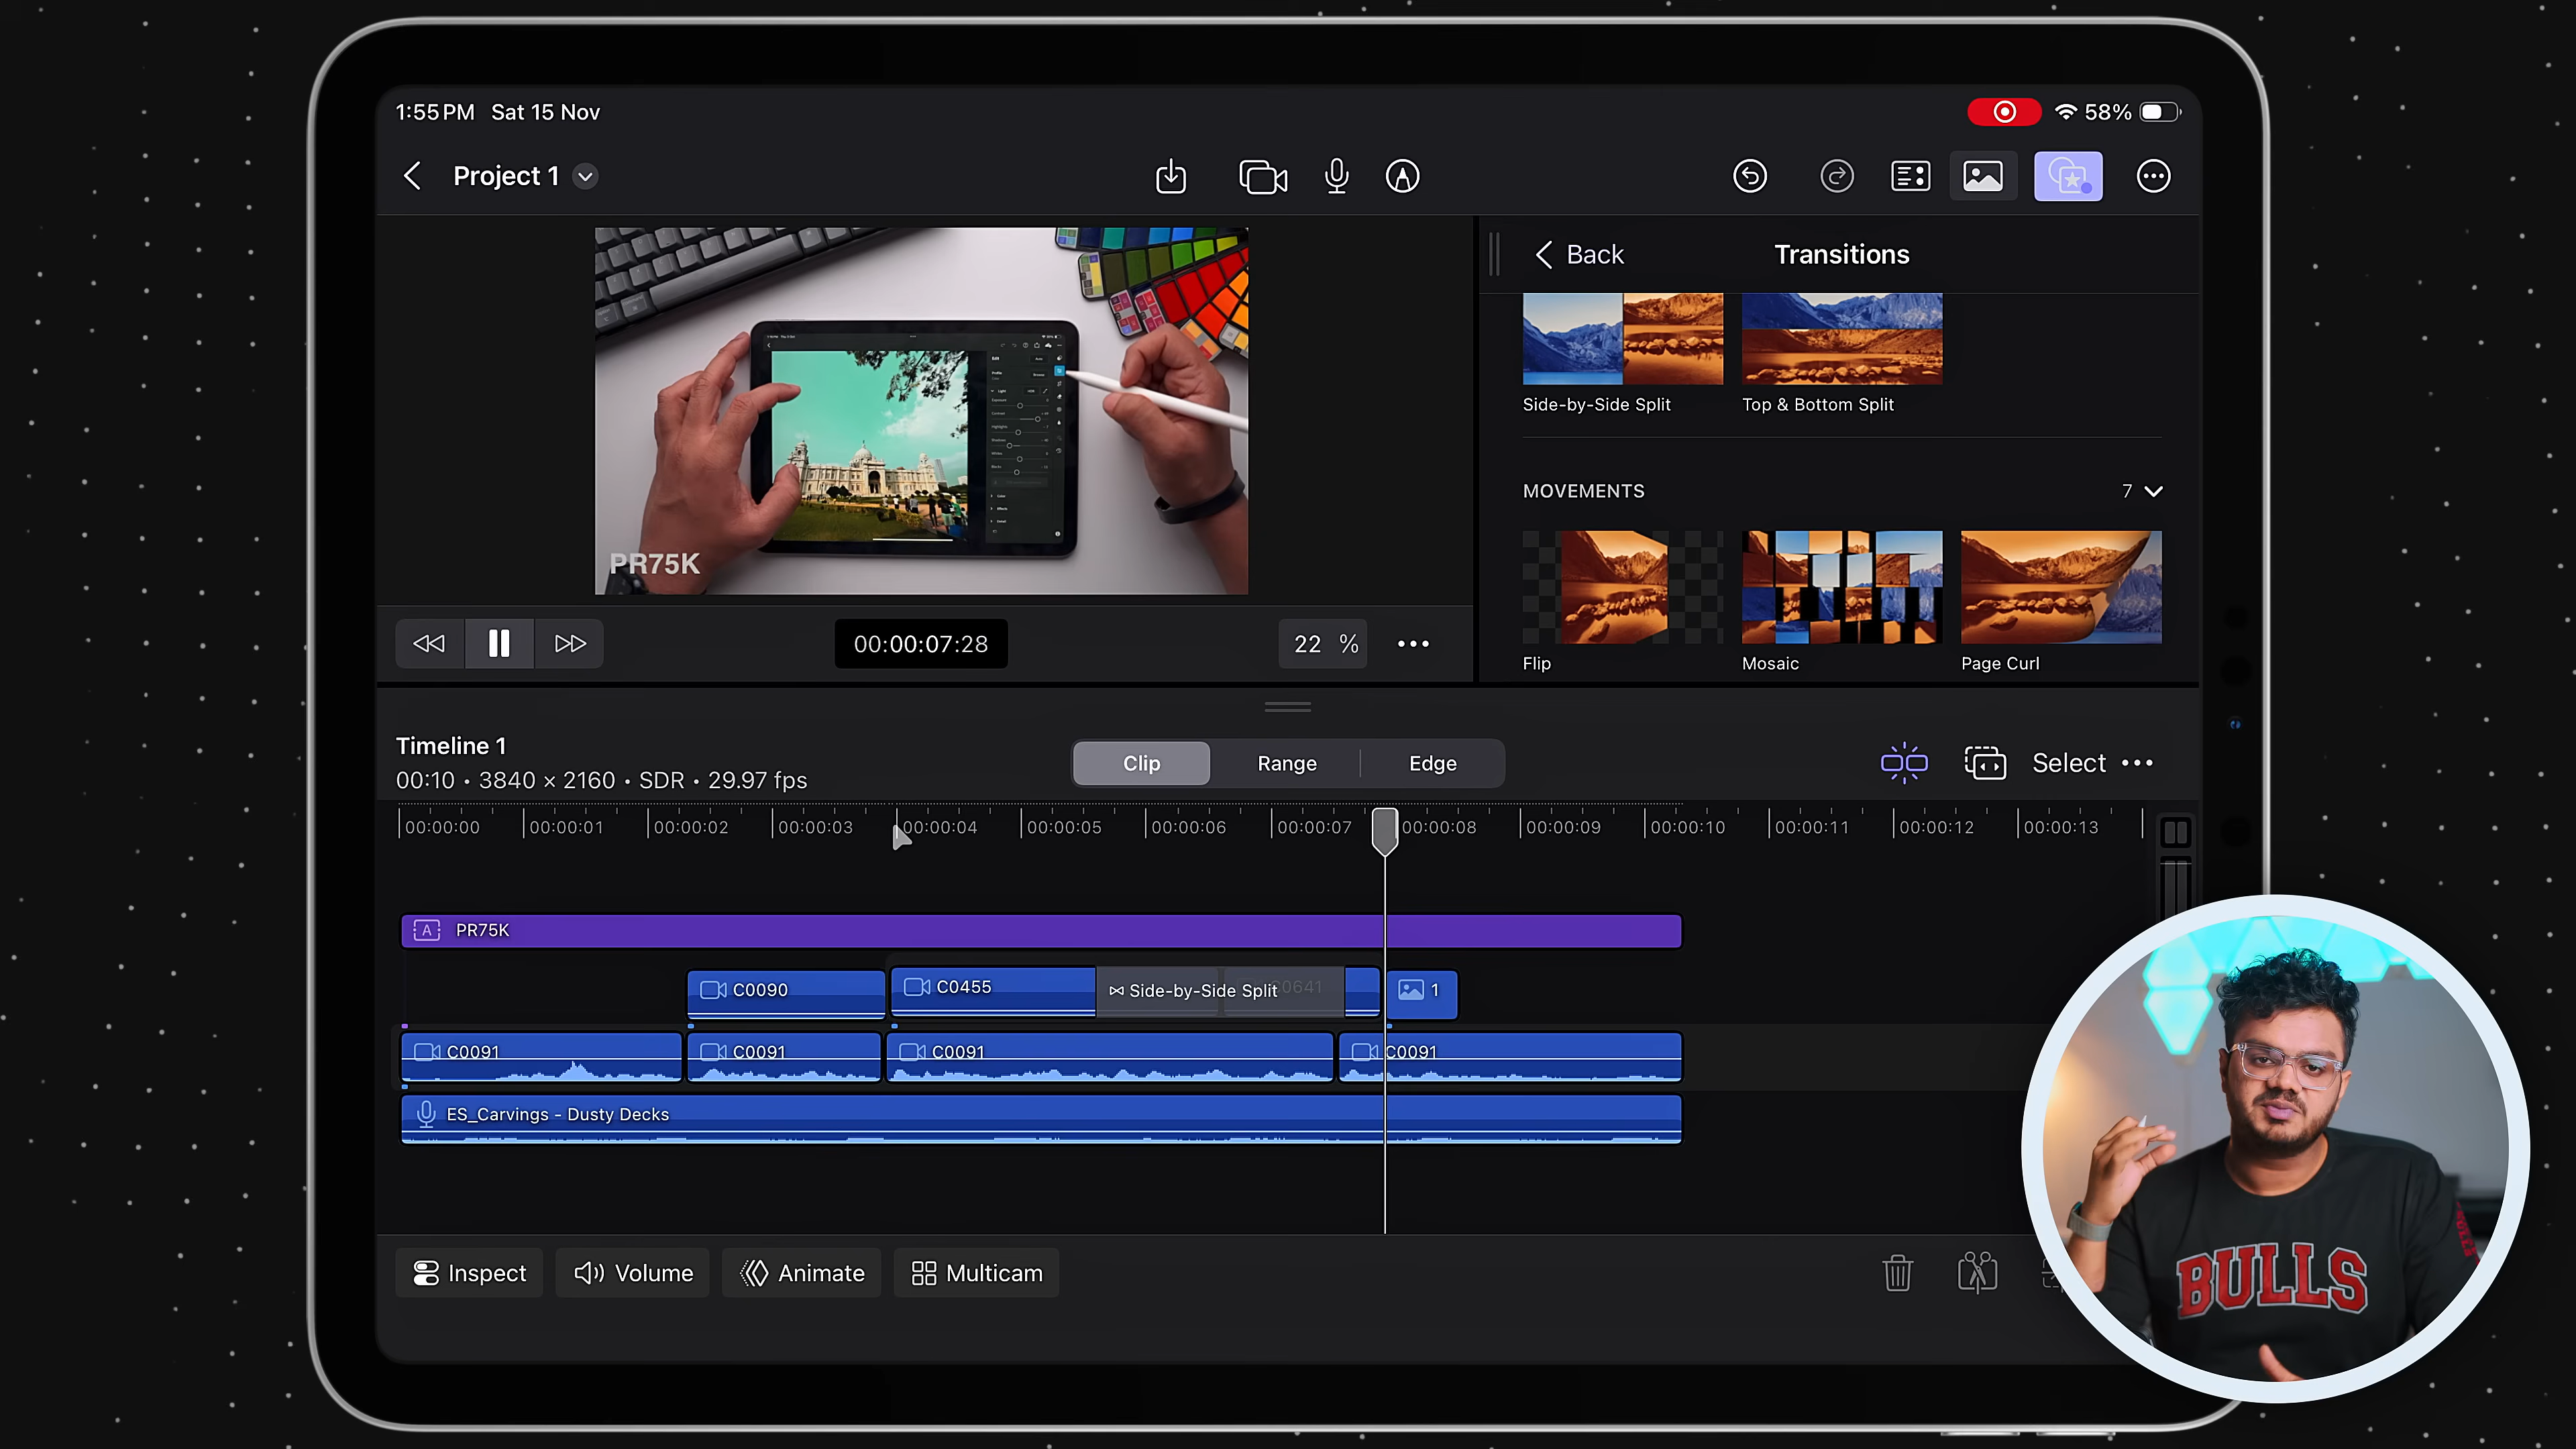 1:55 PM Sat 15 Nov
58%
Project 1
Back
Transitions
Side-by-Side Split
Top & Bottom Split
MOVEMENTS
7
Flip
Mosaic
Page Curl
PR75K
00:00:07:28
22 %
Timeline 1
00:10 • 3840 × 2160 • SDR • 29.97 fps
Clip
Range
Edge
Select
00:00:00
00:00:01
00:00:02
00:00:03
00:00:04
00:00:05
00:00:06
00:00:07
00:00:08
00:00:09
00:00:10
00:00:11
00:00:12
00:00:13
PR75K
C0090
C0455
Side-by-Side Split
1
C0091
C0091
C0091
C0091
ES_Carvings - Dusty Decks
Inspect
Volume
Animate
Multicam
BULLS